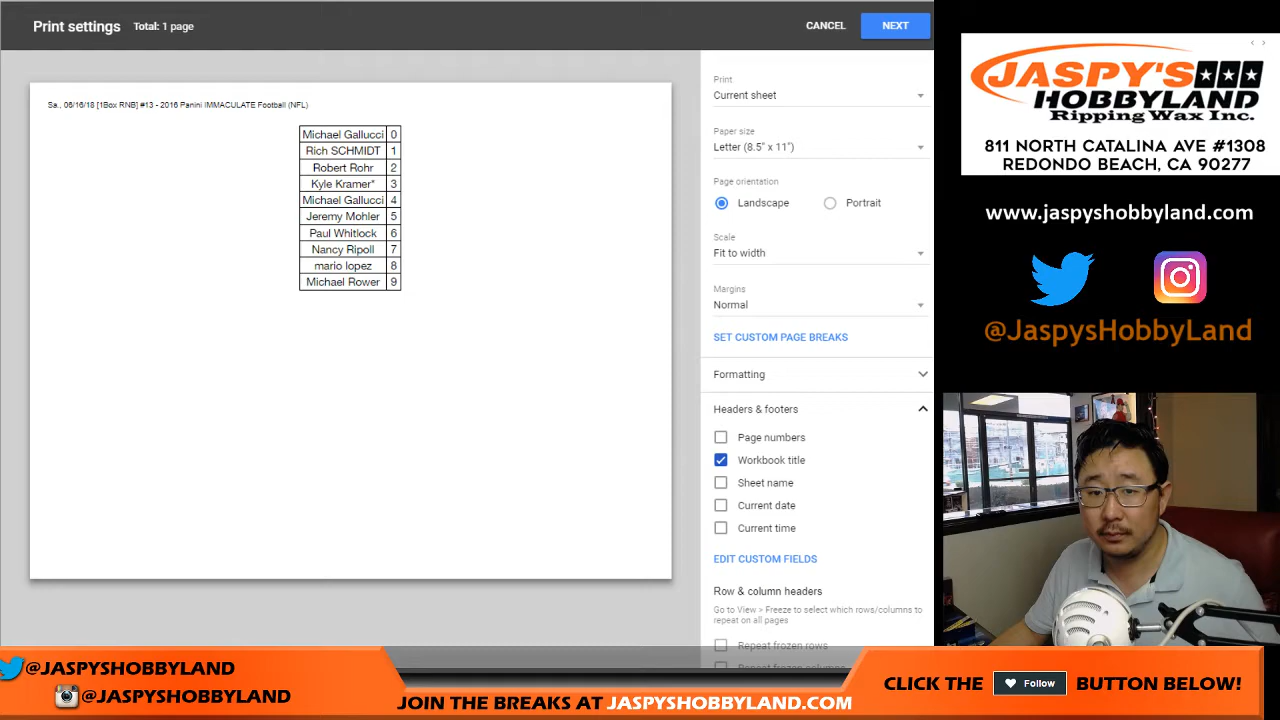 Print settings
Total: 1 page
CANCEL
NEXT
Sa., 06/16/18 [1Box RNB] #13 - 2016 Panini IMMACULATE Football (NFL)
Michael Gallucci 0
Rich SCHMIDT 1
Robert Rohr 2
Kyle Kramer* 3
Michael Gallucci 4
Jeremy Mohler 5
Paul Whitlock 6
Nancy Ripoll 7
mario lopez 8
Michael Rower 9
Print
Current sheet
Paper size
Letter (8.5" x 11")
Page orientation
Landscape
Portrait
Scale
Fit to width
Margins
Normal
SET CUSTOM PAGE BREAKS
Formatting
Headers & footers
Page numbers
Workbook title
Sheet name
Current date
Current time
EDIT CUSTOM FIELDS
Row & column headers
Go to View > Freeze to select which rows/columns to
repeat on all pages
Repeat frozen rows
Repeat frozen columns
JASPY'S
HOBBYLAND
Ripping Wax Inc.
811 NORTH CATALINA AVE #1308
REDONDO BEACH, CA 90277
www.jaspyshobbyland.com
@JaspysHobbyLand
@JASPYSHOBBYLAND
@JASPYSHOBBYLAND
JOIN THE BREAKS AT JASPYSHOBBYLAND.COM
CLICK THE Follow BUTTON BELOW!